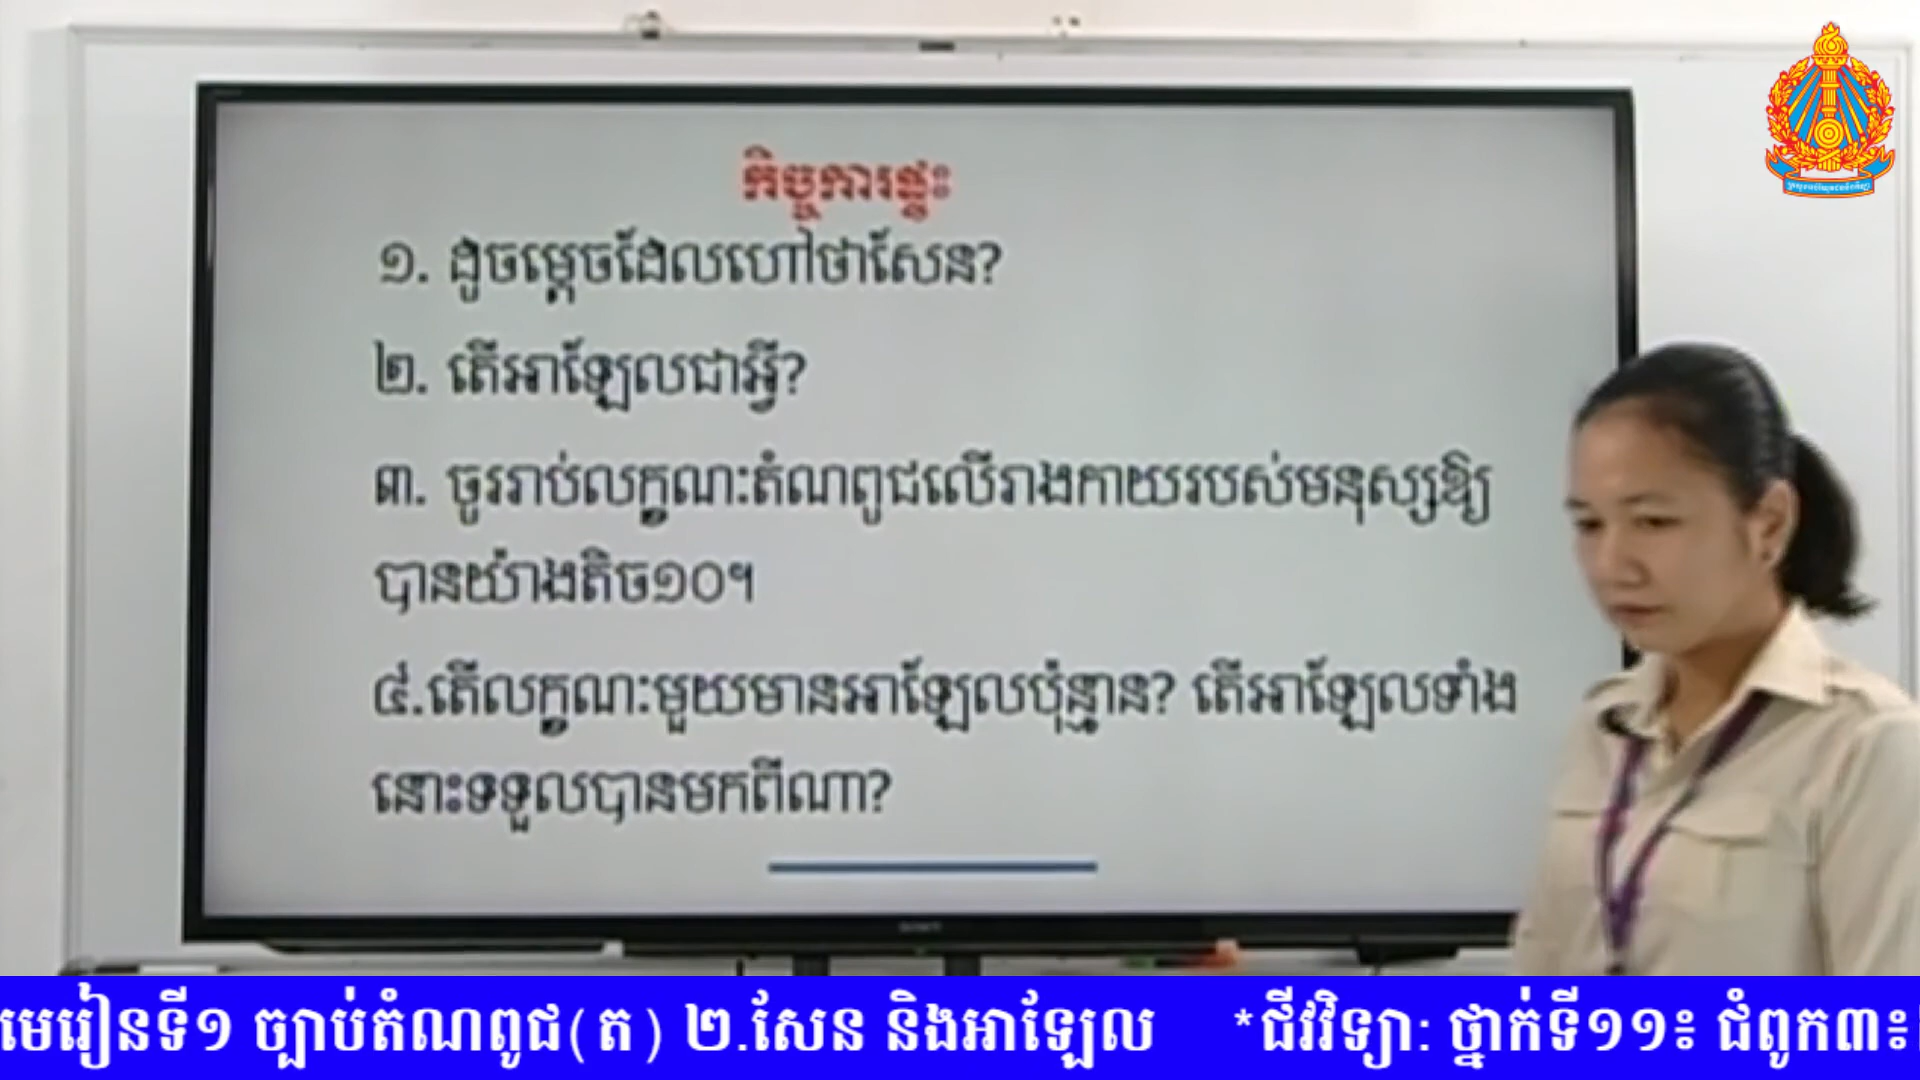 កិច្ចការផ្ទះ
១. ដូចម្ដេចដែលហៅថាសែន?
២. តើអាឡែលជាអ្វី?
៣. ចូររាប់លក្ខណៈតំណពូជលើរាងកាយរបស់មនុស្សឱ្យ
បានយ៉ាងតិច១០។
៤.តើលក្ខណៈមួយមានអាឡែលប៉ុន្មាន? តើអាឡែលទាំង
នោះទទួលបានមកពីណា?
មេរៀនទី១ ច្បាប់តំណពូជ(ត) ២.សែន និងអាឡែល *ជីវវិទ្យា: ថ្នាក់ទី១១៖ ជំពូក៣៖